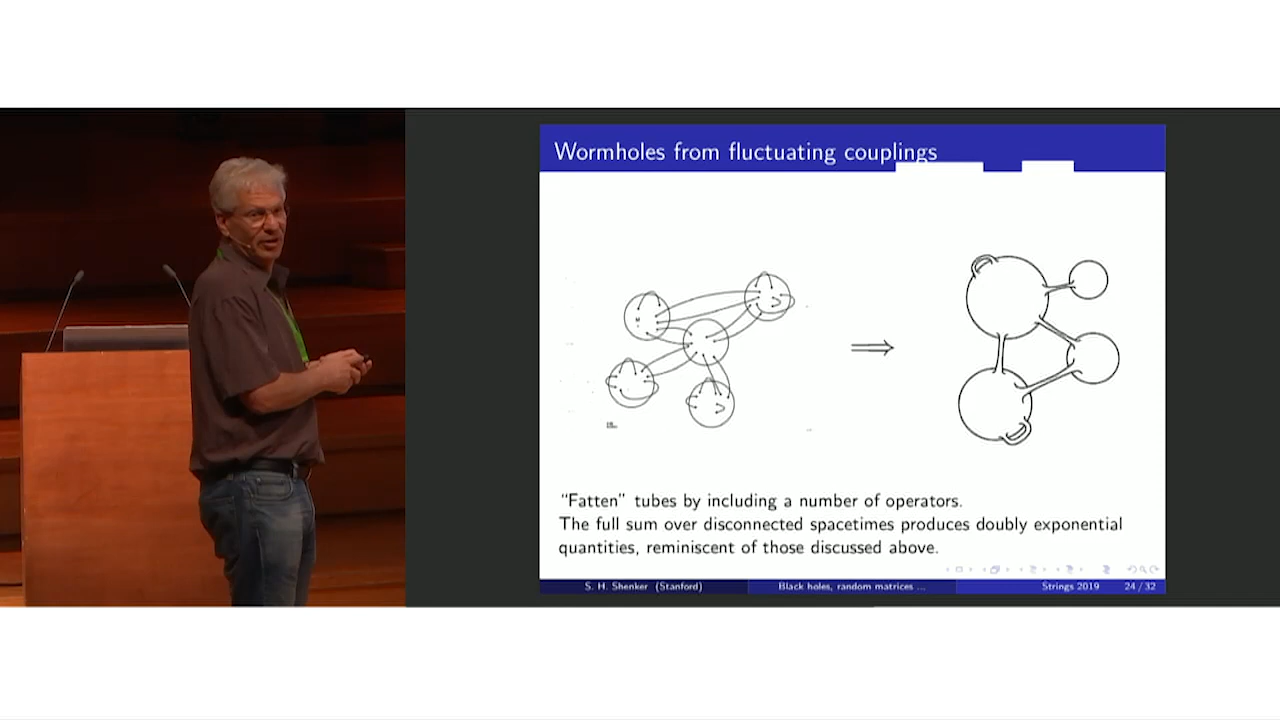 Wormholes from fluctuating couplings
“Fatten” tubes by including a number of operators.
The full sum over disconnected spacetimes produces doubly exponential
quantities, reminiscent of those discussed above.
S. H. Shenker (Stanford) Black holes, random matrices ... Strings 2019 24 / 32